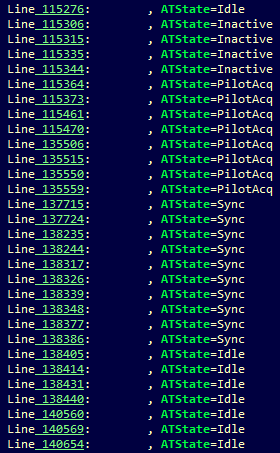 Line 115276:        , ATState=Idle
Line 115306:        , ATState=Inactive
Line 115315:        , ATState=Inactive
Line 115335:        , ATState=Inactive
Line 115344:        , ATState=Inactive
Line 115364:        , ATState=PilotAcq
Line 115373:        , ATState=PilotAcq
Line 115461:        , ATState=PilotAcq
Line 115470:        , ATState=PilotAcq
Line 135506:        , ATState=PilotAcq
Line 135515:        , ATState=PilotAcq
Line 135550:        , ATState=PilotAcq
Line 135559:        , ATState=PilotAcq
Line 137715:        , ATState=Sync
Line 137724:        , ATState=Sync
Line 138235:        , ATState=Sync
Line 138244:        , ATState=Sync
Line 138317:        , ATState=Sync
Line 138326:        , ATState=Sync
Line 138339:        , ATState=Sync
Line 138348:        , ATState=Sync
Line 138377:        , ATState=Sync
Line 138386:        , ATState=Sync
Line 138405:        , ATState=Idle
Line 138414:        , ATState=Idle
Line 138431:        , ATState=Idle
Line 138440:        , ATState=Idle
Line 140560:        , ATState=Idle
Line 140569:        , ATState=Idle
Line 140654:        , ATState=Idle